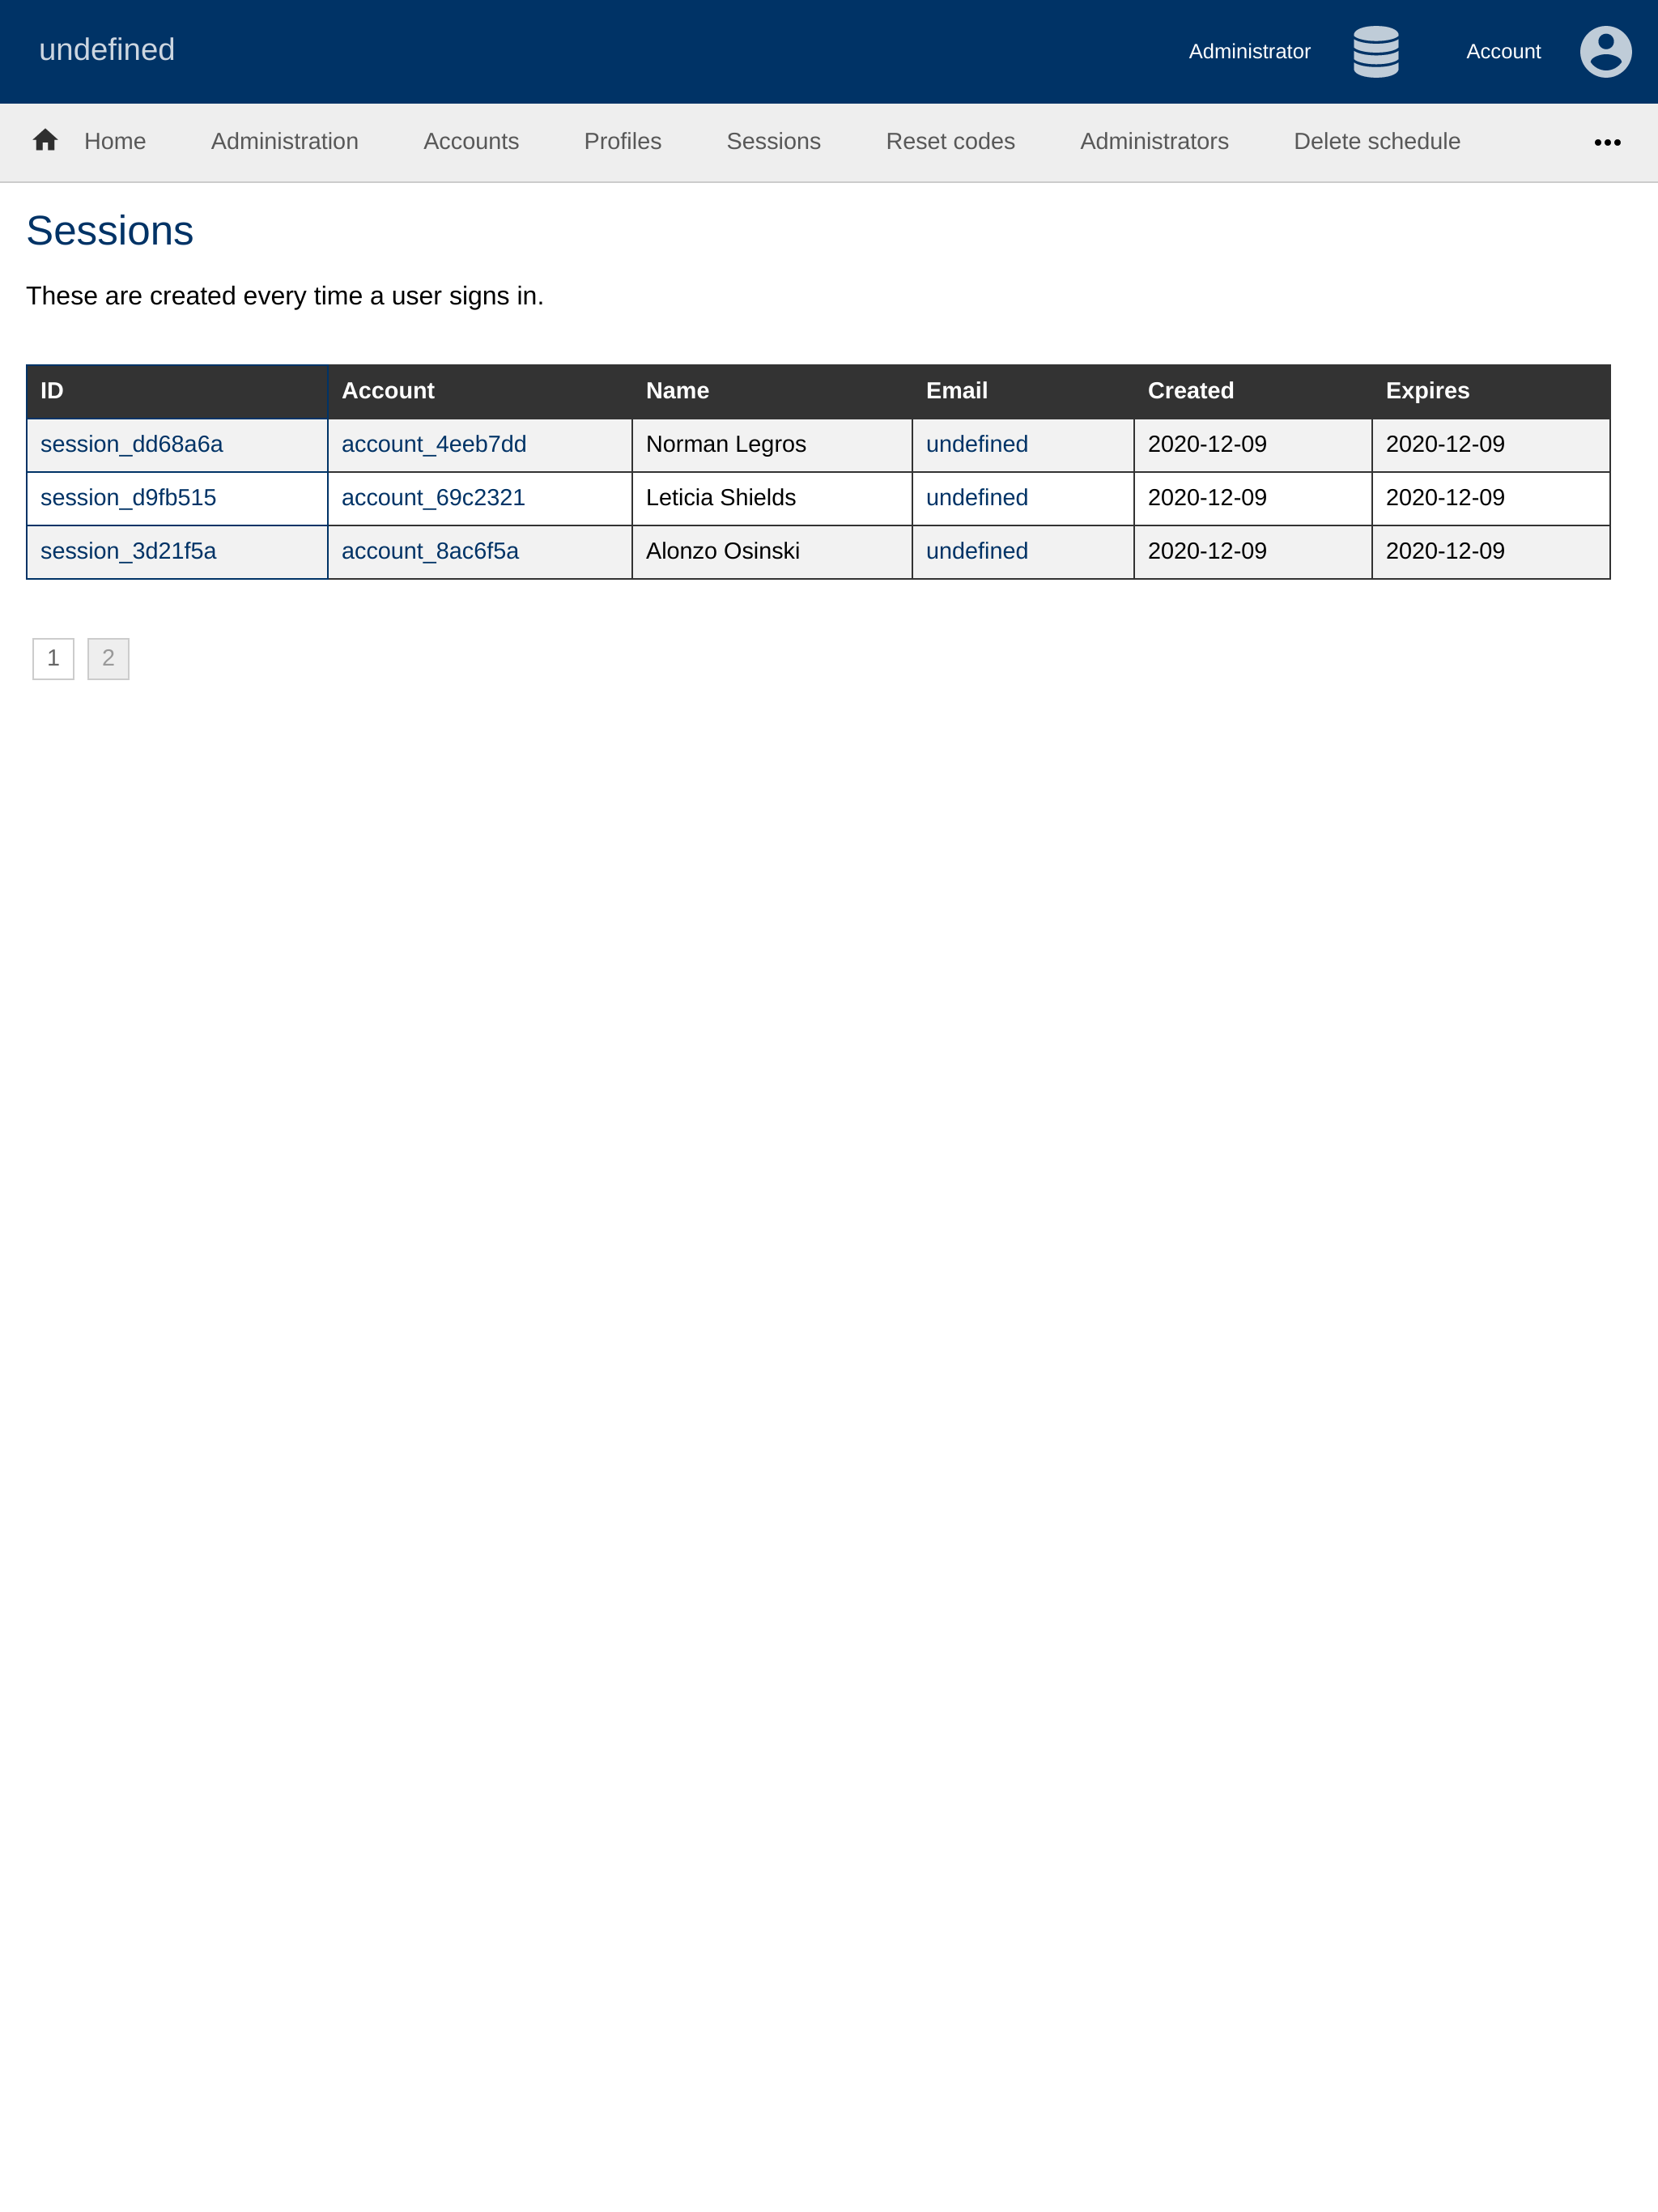 undefined Administrator Account
Home Administration Accounts Profiles Sessions Reset codes Administrators Delete schedule
Sessions
These are created every time a user signs in.
ID Account Name Email Created Expires
session_dd68a6a account_4eeb7dd Norman Legros undefined 2020-12-09 2020-12-09
session_d9fb515 account_69c2321 Leticia Shields undefined 2020-12-09 2020-12-09
session_3d21f5a account_8ac6f5a Alonzo Osinski undefined 2020-12-09 2020-12-09
1 2